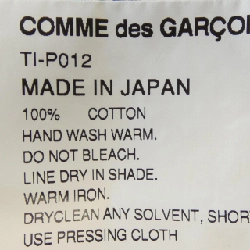 COMME des GARÇO
TI-P012
MADE IN JAPAN
100% COTTON
HAND WASH WARM.
DO NOT BLEACH.
LINE DRY IN SHADE.
WARM IRON.
DRYCLEAN ANY SOLVENT, SHOR
USE PRESSING CLOTH